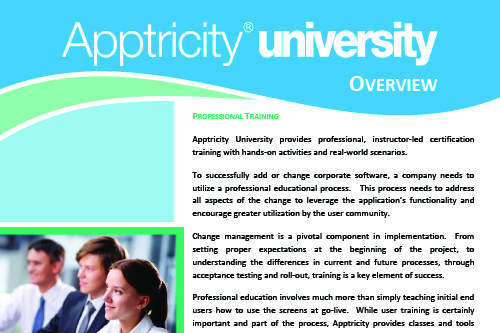 Apptricity® university
OVERVIEW
PROFESSIONAL TRAINING
Apptricity University provides professional, instructor-led certification
training with hands-on activities and real-world scenarios.
To successfully add or change corporate software, a company needs to
utilize a professional educational process. This process needs to address
all aspects of the change to leverage the application's functionality and
encourage greater utilization by the user community.
Change management is a pivotal component in implementation. From
setting proper expectations at the beginning of the project, to
understanding the differences in current and future processes, through
acceptance testing and roll-out, training is a key element of success.
Professional education involves much more than simply teaching initial end
users how to use the screens at go-live. While user training is certainly
important and part of the process, Apptricity provides classes and tools